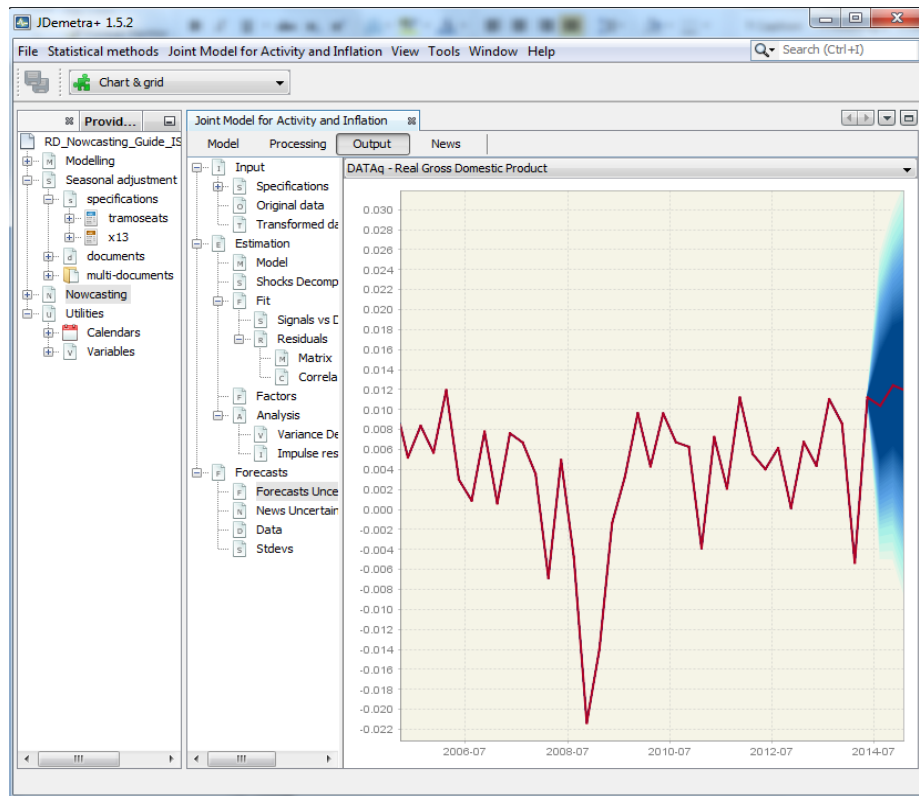 JDemetra+ 1.5.2
File Statistical methods Joint Model for Activity and Inflation View Tools Window Help
Search (Ctrl+I)
Chart & grid
Provid...
RD_Nowcasting_Guide_IS
M Modelling
S Seasonal adjustment
s specifications
tramoseats
x13
d documents
multi-documents
N Nowcasting
U Utilities
Calendars
V Variables
Joint Model for Activity and Inflation
Model Processing Output News
I Input
S Specifications
O Original data
T Transformed da
E Estimation
M Model
S Shocks Decomp
F Fit
S Signals vs D
R Residuals
M Matrix
C Correla
F Factors
A Analysis
V Variance De
I Impulse res
F Forecasts
F Forecasts Unce
N News Uncertain
D Data
S Stdevs
DATAq - Real Gross Domestic Product
0.030
0.028
0.026
0.024
0.022
0.020
0.018
0.016
0.014
0.012
0.010
0.008
0.006
0.004
0.002
0.000
-0.002
-0.004
-0.006
-0.008
-0.010
-0.012
-0.014
-0.016
-0.018
-0.020
-0.022
2006-07 2008-07 2010-07 2012-07 2014-07